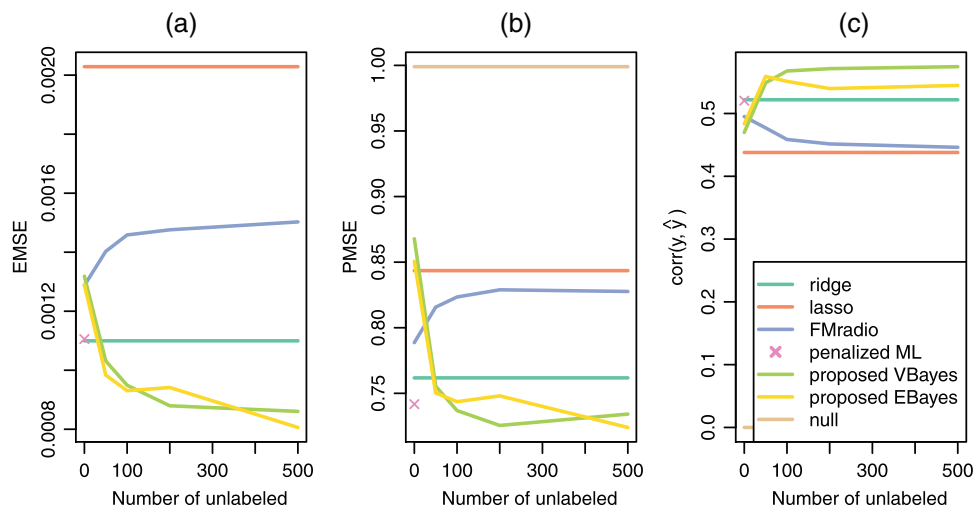 (a)
(b)
(c)
EMSE
0.0008
0.0012
0.0016
0.0020
0
100
300
500
Number of unlabeled
PMSE
0.75
0.80
0.85
0.90
0.95
1.00
0
100
300
500
Number of unlabeled
corr(y, ŷ )
0.0
0.1
0.2
0.3
0.4
0.5
0
100
300
500
Number of unlabeled
ridge
lasso
FMradio
penalized ML
proposed VBayes
proposed EBayes
null